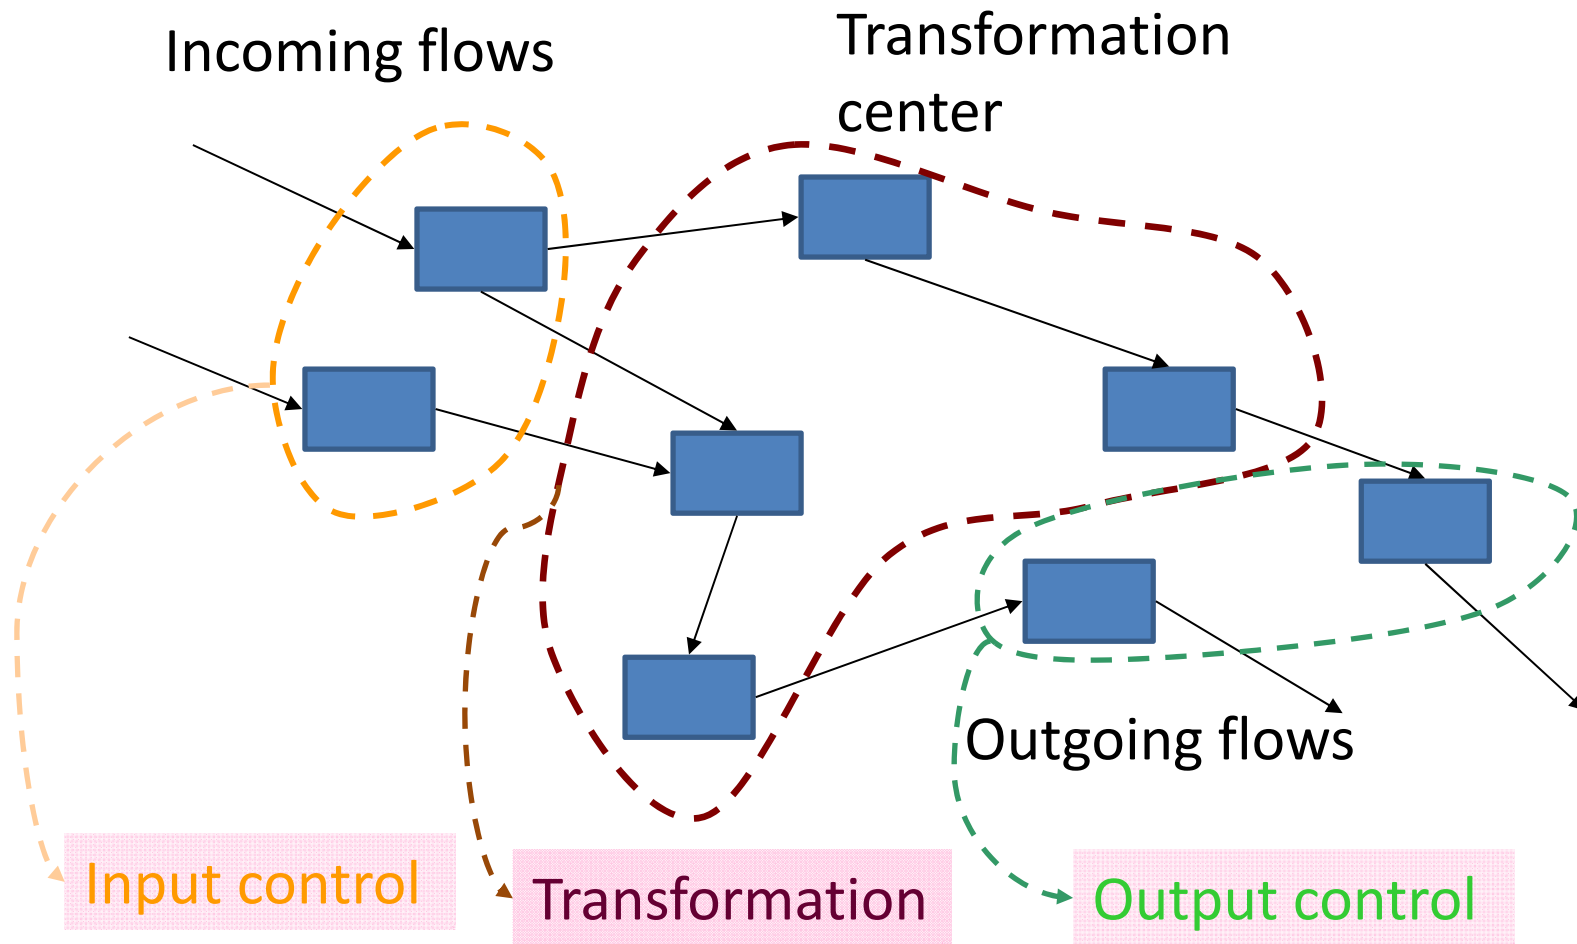 Incoming flows
Transformation
center
Outgoing flows
Input control
Transformation
Output control